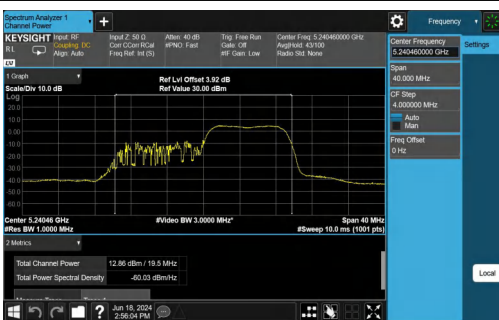 Spectrum Analyzer 1
Channel Power
Frequency
KEYSIGHT
Input: RF
Coupling: DC
Align: Auto
Input Z: 50 Ω
Corr CCorr RCal
Freq Ref: Int (S)
Atten: 40 dB
#PNO: Fast
Trig: Free Run
Gate: Off
#IF Gain: Low
Center Freq: 5.240460000 GHz
Avg|Hold: 43/100
Radio Std: None
RL
LXI
Center Frequency
5.240460000 GHz
Settings
Span
40.000 MHz
CF Step
4.000000 MHz
Auto
Man
Freq Offset
0 Hz
1 Graph
Scale/Div 10.0 dB
Ref Lvl Offset 3.92 dB
Ref Value 30.00 dBm
Log
20.0
10.0
0.00
-10.0
-20.0
-30.0
-40.0
-50.0
-60.0
Center 5.24046 GHz
#Res BW 1.0000 MHz
#Video BW 3.0000 MHz*
Span 40 MHz
#Sweep 10.0 ms (1001 pts)
2 Metrics
Total Channel Power 12.86 dBm / 19.5 MHz
Total Power Spectral Density -60.03 dBm/Hz
Local
? Jun 18, 2024
2:56:04 PM